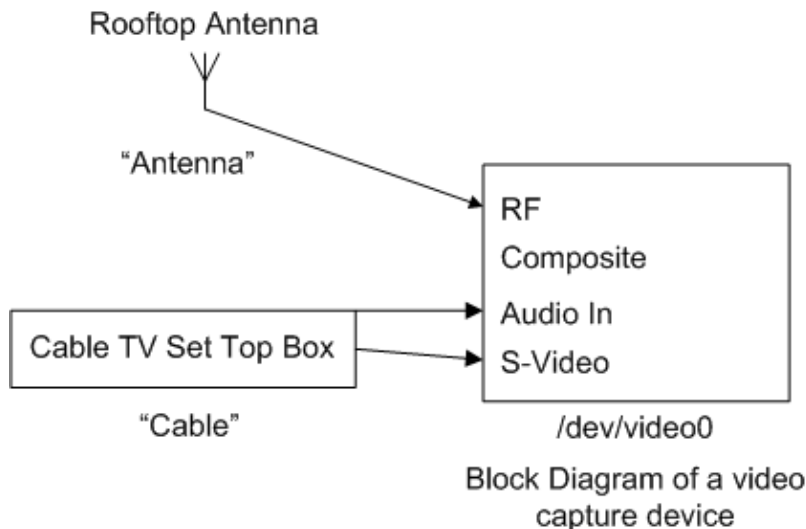 Rooftop Antenna
“Antenna”
RF
Composite
Audio In
S-Video
Cable TV Set Top Box
“Cable”
/dev/video0
Block Diagram of a video
capture device